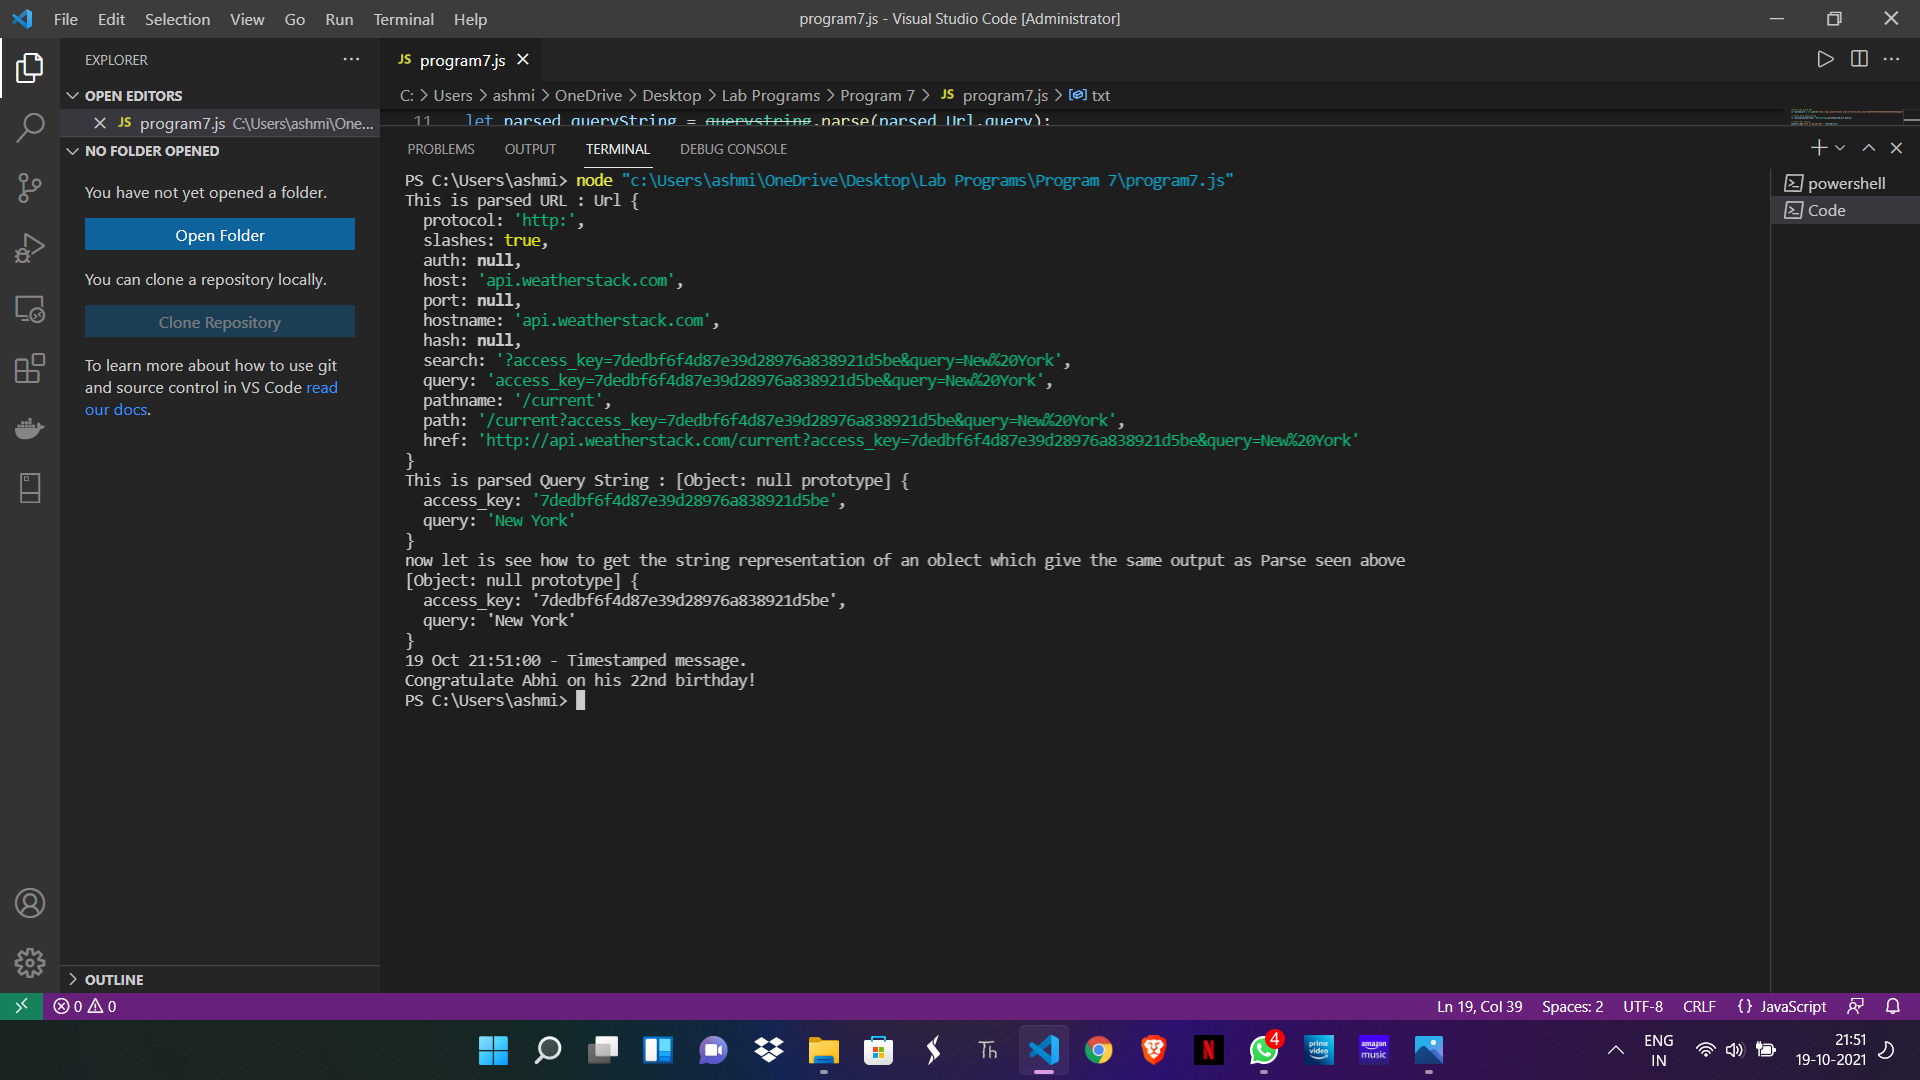 File Edit Selection View Go Run Terminal Help
program7.js - Visual Studio Code [Administrator]
EXPLORER
OPEN EDITORS
JS program7.js C:\Users\ashmi\One...
NO FOLDER OPENED
You have not yet opened a folder.
Open Folder
You can clone a repository locally.
Clone Repository
To learn more about how to use git
and source control in VS Code read
our docs.
OUTLINE
JS program7.js
C: > Users > ashmi > OneDrive > Desktop > Lab Programs > Program 7 > JS program7.js > txt
11 let parsed_queryString = querystring.parse(parsed_Url.query);
PROBLEMS OUTPUT TERMINAL DEBUG CONSOLE
powershell
Code
PS C:\Users\ashmi> node "c:\Users\ashmi\OneDrive\Desktop\Lab Programs\Program 7\program7.js"
This is parsed URL : Url {
protocol: 'http:',
slashes: true,
auth: null,
host: 'api.weatherstack.com',
port: null,
hostname: 'api.weatherstack.com',
hash: null,
search: '?access_key=7dedbf6f4d87e39d28976a838921d5be&query=New%20York',
query: 'access_key=7dedbf6f4d87e39d28976a838921d5be&query=New%20York',
pathname: '/current',
path: '/current?access_key=7dedbf6f4d87e39d28976a838921d5be&query=New%20York',
href: 'http://api.weatherstack.com/current?access_key=7dedbf6f4d87e39d28976a838921d5be&query=New%20York'
}
This is parsed Query String : [Object: null prototype] {
access_key: '7dedbf6f4d87e39d28976a838921d5be',
query: 'New York'
}
now let is see how to get the string representation of an oblect which give the same output as Parse seen above
[Object: null prototype] {
access_key: '7dedbf6f4d87e39d28976a838921d5be',
query: 'New York'
}
19 Oct 21:51:00 - Timestamped message.
Congratulate Abhi on his 22nd birthday!
PS C:\Users\ashmi>
0 0
Ln 19, Col 39 Spaces: 2 UTF-8 CRLF {} JavaScript
Th
N
4
prime video
amazon music
ENG
IN
21:51
19-10-2021